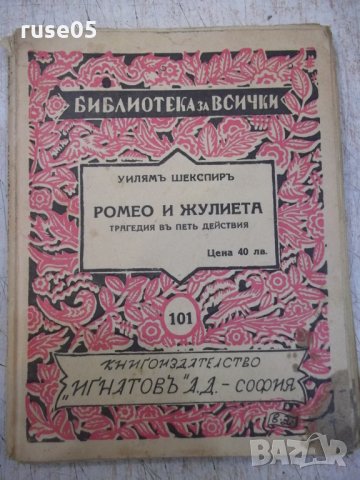 ruse05
БИБЛИОТЕКА ЗА ВСИЧКИ
УИЛЯМЪ ШЕКСПИРЪ
РОМЕО И ЖУЛИЕТА
ТРАГЕДИЯ ВЪ ПЕТЬ ДЕЙСТВИЯ
Цена 40 лв.
101
КНИГОИЗДАТЕЛСТВО
„ИГНАТОВЪ" А.Д. – СОФИЯ
BAZAR